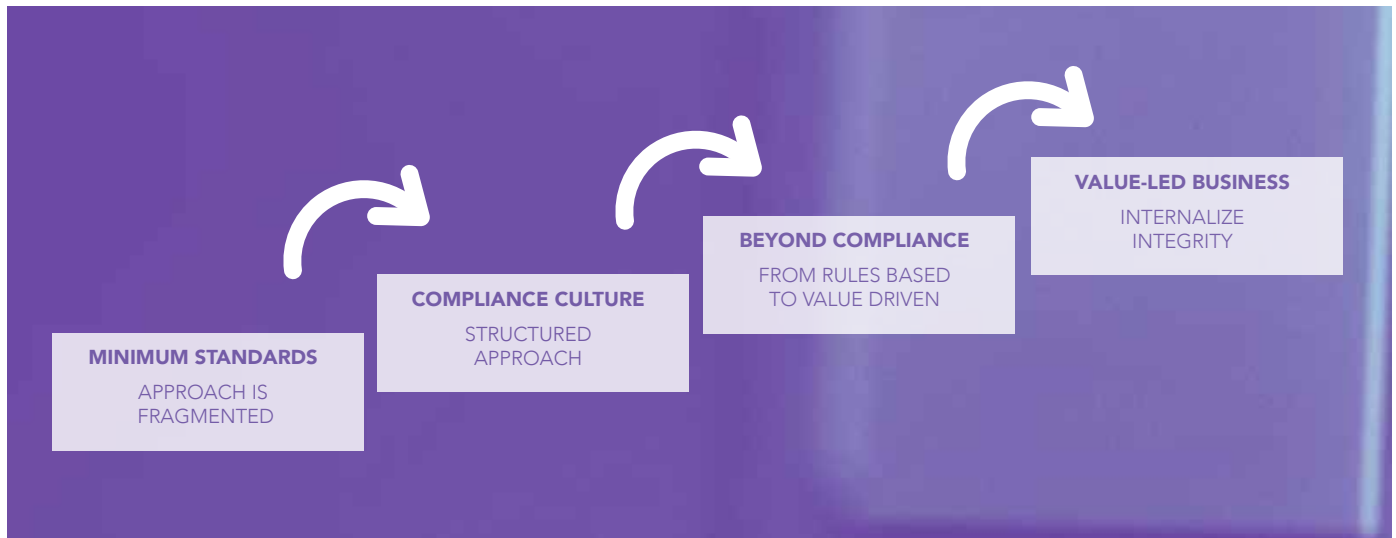 MINIMUM STANDARDS
APPROACH IS
FRAGMENTED
COMPLIANCE CULTURE
STRUCTURED
APPROACH
BEYOND COMPLIANCE
FROM RULES BASED
TO VALUE DRIVEN
VALUE-LED BUSINESS
INTERNALIZE
INTEGRITY